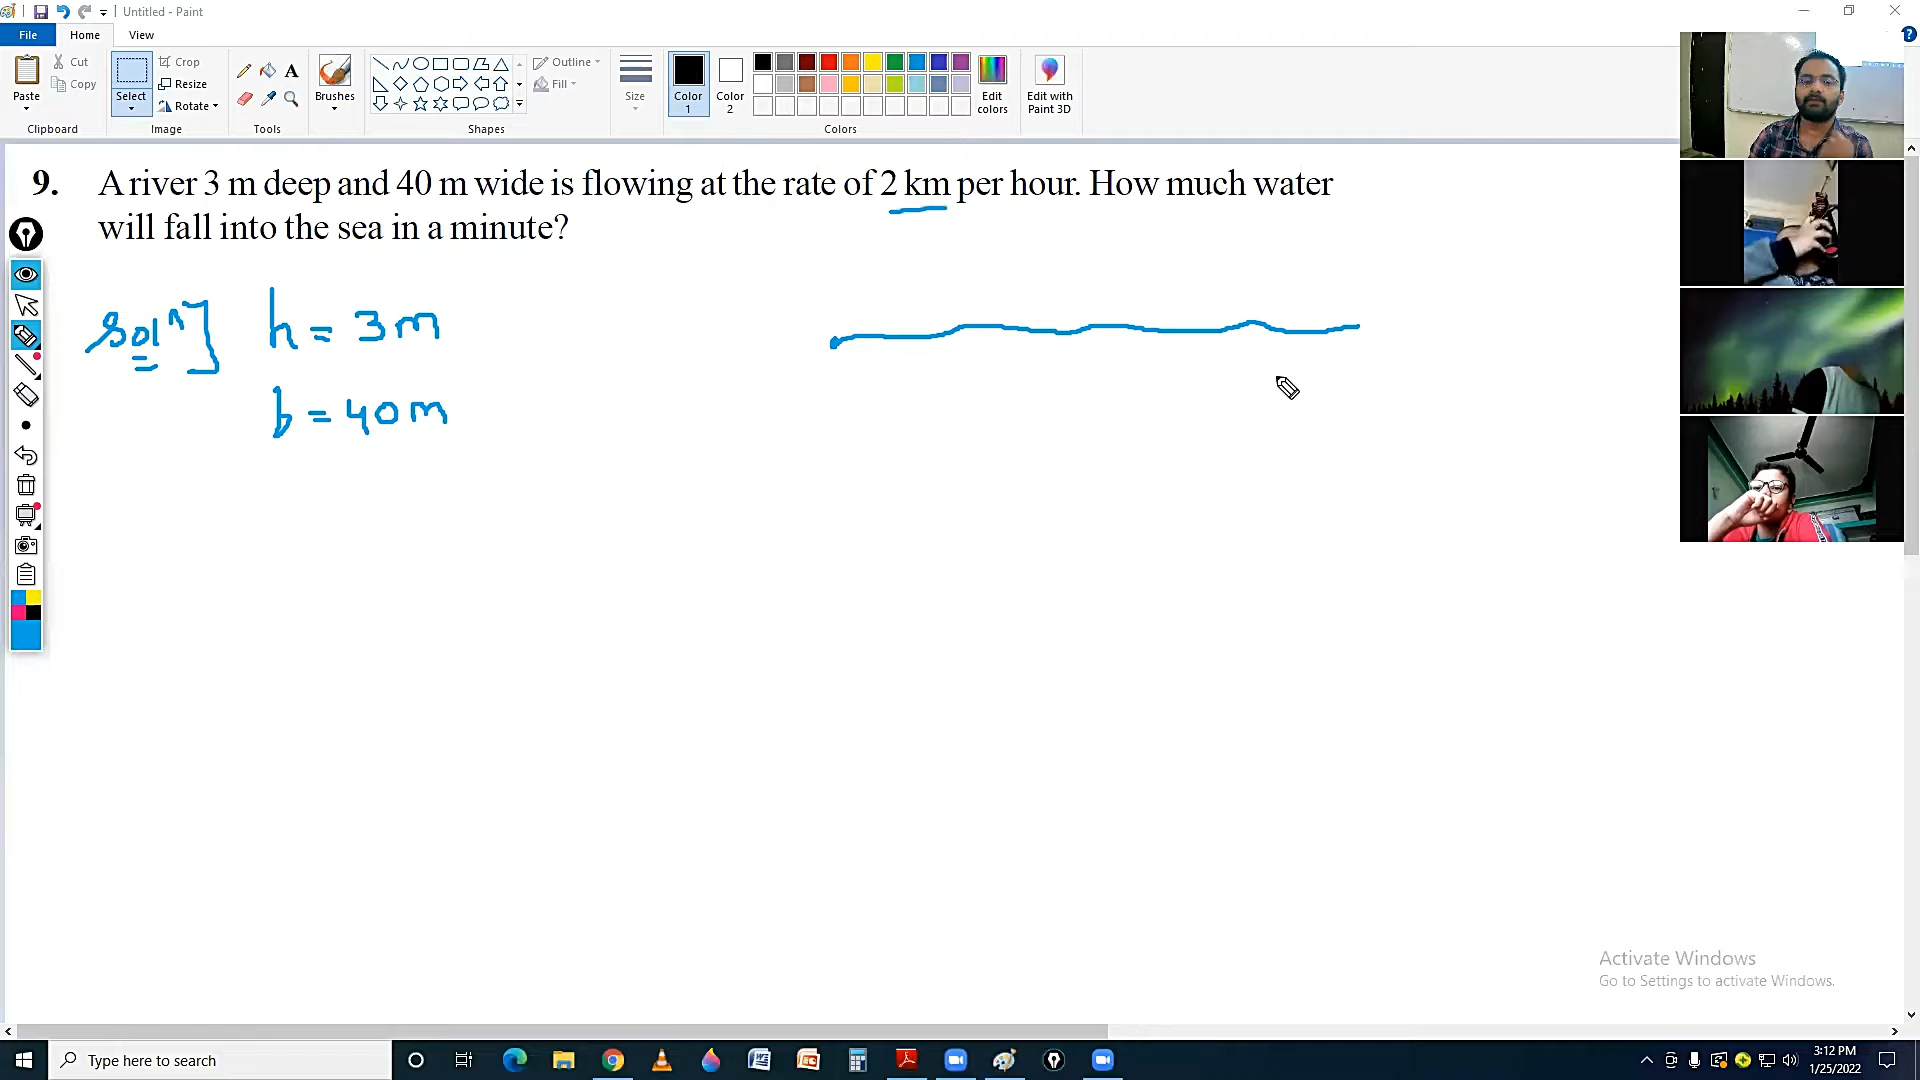 Untitled - Paint
File Home View
Paste
Cut
Copy
Clipboard
Select
Crop
Resize
Rotate
Image
A
Tools
Brushes
Shapes
Outline
Fill
Size
Color 1
Color 2
Colors
Edit colors
Edit with Paint 3D
9. A river 3 m deep and 40 m wide is flowing at the rate of 2 km per hour. How much water
will fall into the sea in a minute?
Solⁿ] h = 3m
b = 40m
Activate Windows
Go to Settings to activate Windows.
Type here to search
3:12 PM
1/25/2022